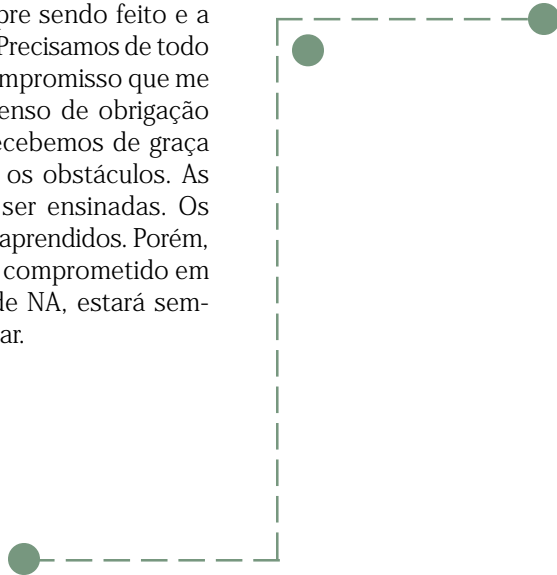 pre sendo feito e a
Precisamos de todo
mpromisso que me
enso de obrigação
ecebemos de graça
os obstáculos. As
ser ensinadas. Os
aprendidos. Porém,
comprometido em
de NA, estará sem-
ar.